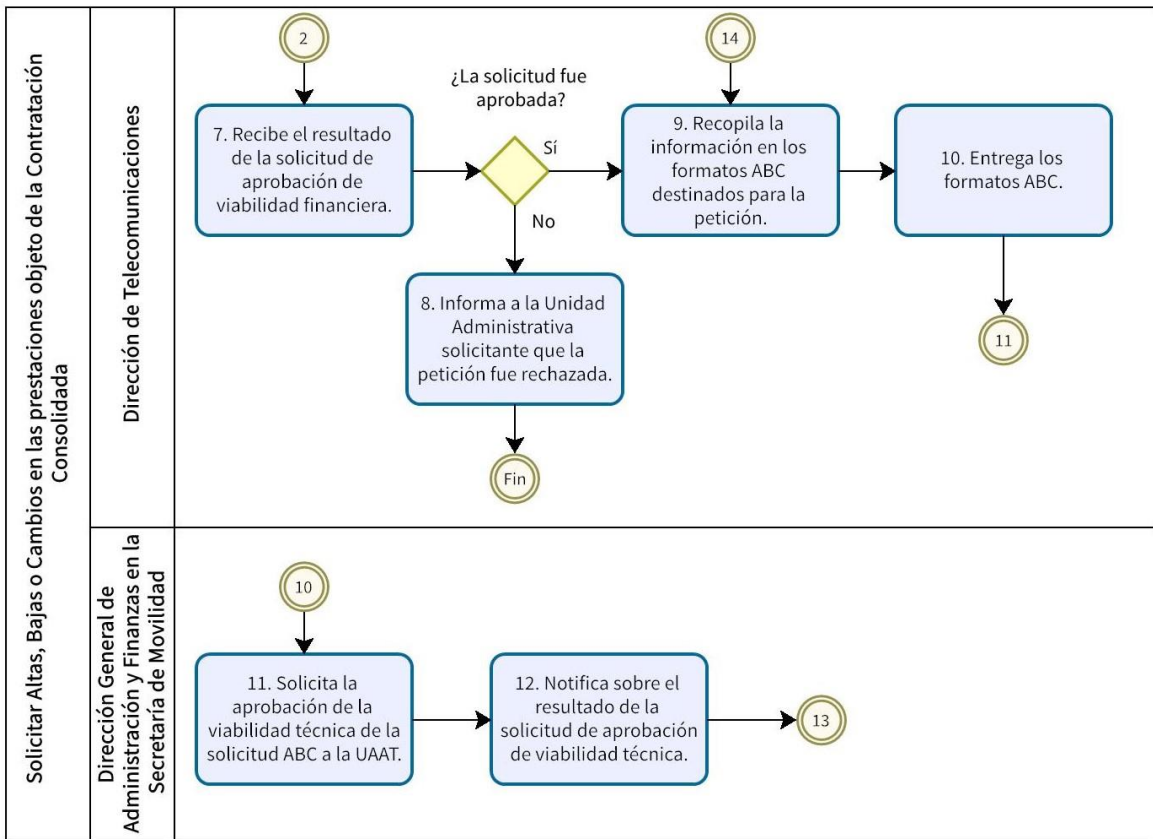 Solicitar Altas, Bajas o Cambios en las prestaciones objeto de la Contratación
Consolidada
Dirección de Telecomunicaciones
2
14
¿La solicitud fue
aprobada?
7. Recibe el resultado
de la solicitud de
aprobación de
viabilidad financiera.
Sí
No
9. Recopila la
información en los
formatos ABC
destinados para la
petición.
10. Entrega los
formatos ABC.
8. Informa a la Unidad
Administrativa
solicitante que la
petición fue rechazada.
11
Fin
Dirección General de
Administración y Finanzas en la
Secretaría de Movilidad
10
11. Solicita la
aprobación de la
viabilidad técnica de la
solicitud ABC a la UAAT.
12. Notifica sobre el
resultado de la
solicitud de aprobación
de viabilidad técnica.
13